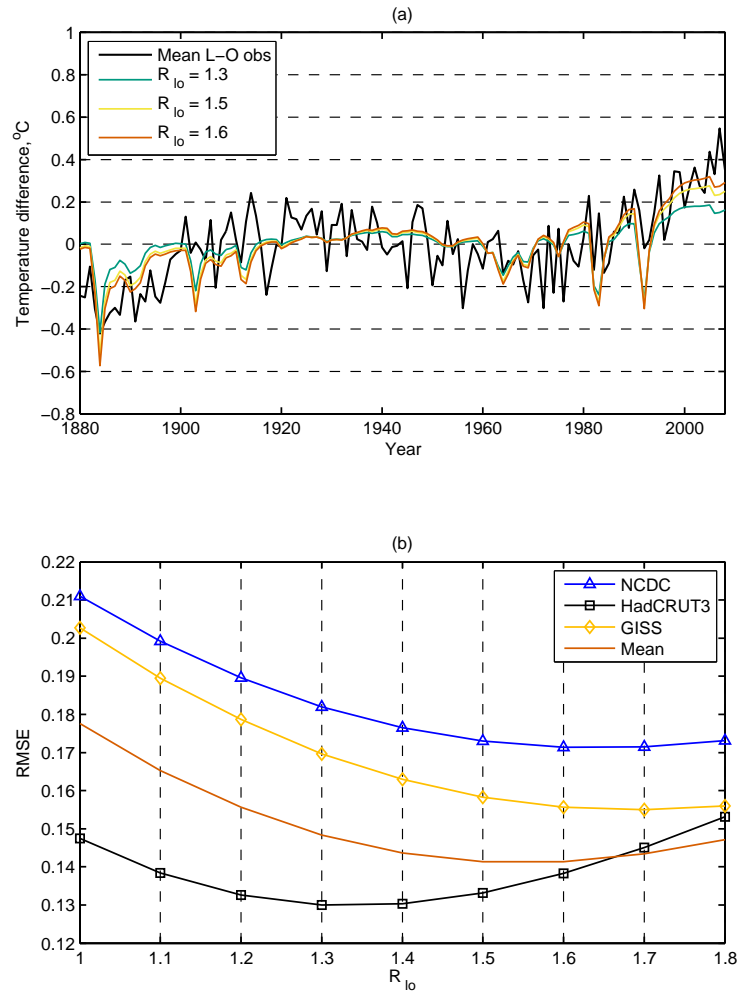 (a)
Temperature difference, °C
1
0.8
0.6
0.4
0.2
0
−0.2
−0.4
−0.6
−0.8
Mean L−O obs
R lo = 1.3
R lo = 1.5
R lo = 1.6
1880 1900 1920 1940 1960 1980 2000
Year
(b)
RMSE
0.22
0.21
0.2
0.19
0.18
0.17
0.16
0.15
0.14
0.13
0.12
NCDC
HadCRUT3
GISS
Mean
1 1.1 1.2 1.3 1.4 1.5 1.6 1.7 1.8
R lo